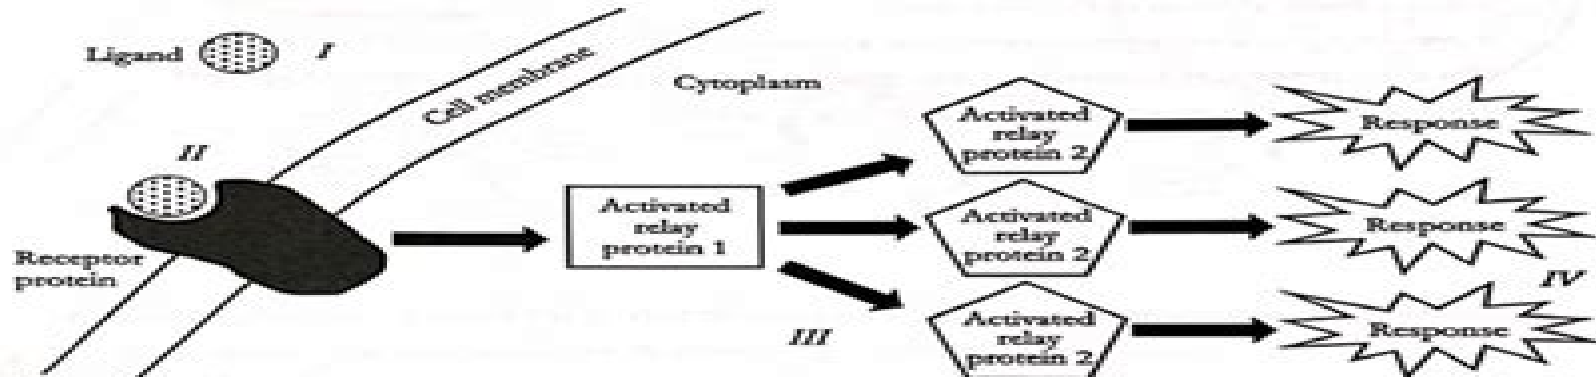 Ligand
I
Cell membrane
Cytoplasm
II
Receptor
protein
Activated
relay
protein 1
Activated
relay
protein 2
Response
Activated
relay
protein 2
Response
III
Activated
relay
protein 2
Response
IV